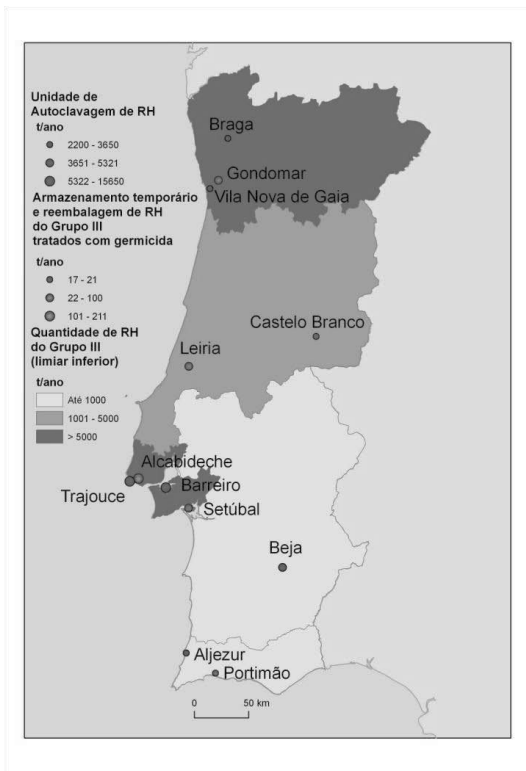 Unidade de
Autoclavagem de RH
t/ano
2200 - 3650
3651 - 5321
5322 - 15650
Armazenamento temporário
e reembalagem de RH
do Grupo III
tratados com germicida
t/ano
17 - 21
22 - 100
101 - 211
Quantidade de RH
do Grupo III
(limiar inferior)
t/ano
Até 1000
1001 - 5000
> 5000
Braga
Gondomar
Vila Nova de Gaia
Castelo Branco
Leiria
Alcabideche
Trajouce
Barreiro
Setúbal
Beja
Aljezur
Portimão
0 50 km